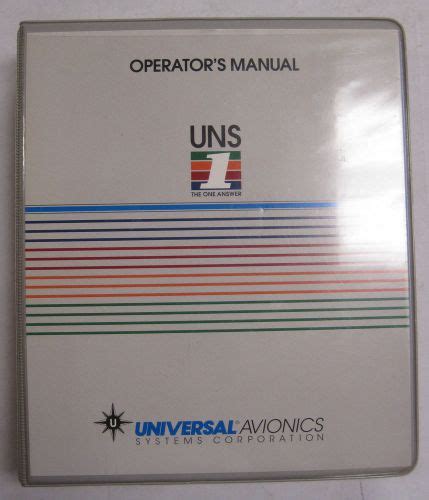 OPERATOR'S MANUAL
UNS
1
THE ONE ANSWER
U
UNIVERSAL® AVIONICS
SYSTEMS CORPORATION